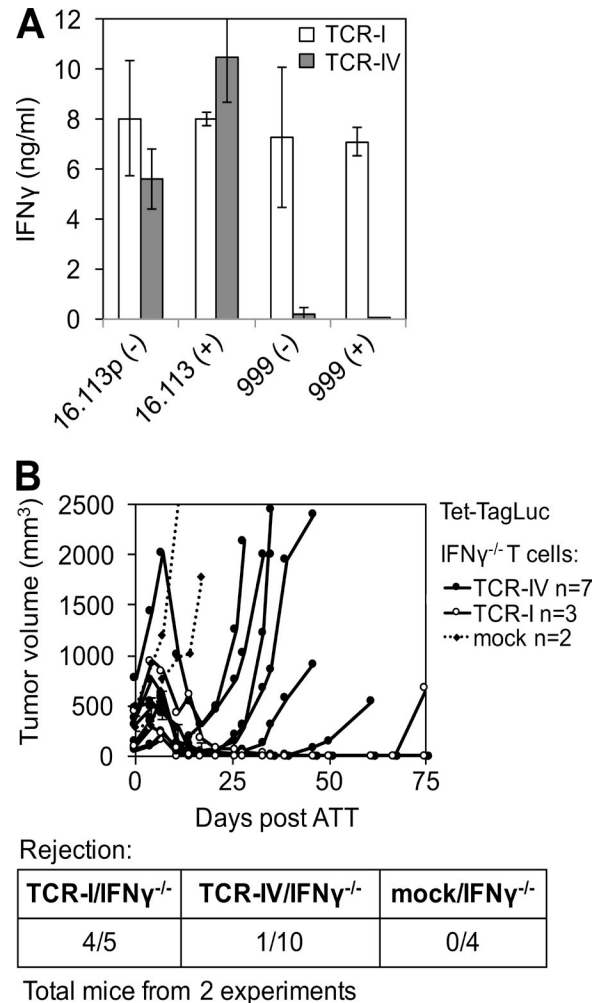 A
12
10
8
6
4
2
0
IFNγ (ng/ml)
TCR-I
TCR-IV
16.113p (-)
16.113 (+)
999 (-)
999 (+)
B
2500
2000
1500
1000
500
0
Tumor volume (mm³)
0 25 50 75
Days post ATT
Tet-TagLuc
IFNγ⁻/⁻ T cells:
TCR-IV n=7
TCR-I n=3
mock n=2
Rejection:
TCR-I/IFNγ⁻/⁻ TCR-IV/IFNγ⁻/⁻ mock/IFNγ⁻/⁻
4/5 1/10 0/4
Total mice from 2 experiments